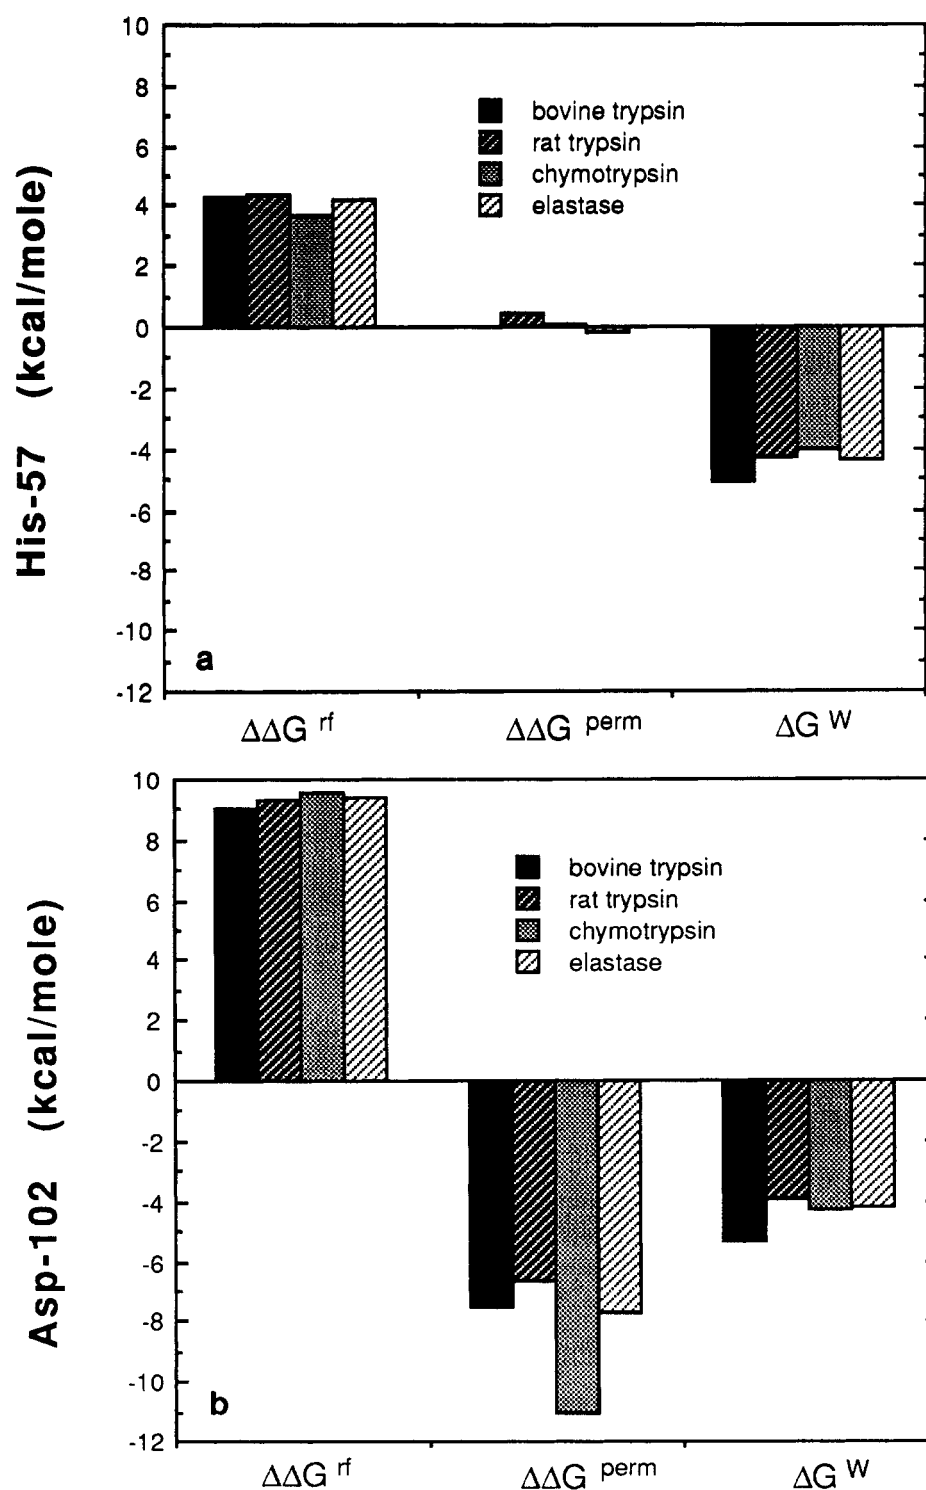 10
8
6
4
2
0
-2
-4
-6
-8
-10
-12
His-57 (kcal/mole)
bovine trypsin
rat trypsin
chymotrypsin
elastase
a
ΔΔG rf
ΔΔG perm
ΔG W
10
8
6
4
2
0
-2
-4
-6
-8
-10
-12
Asp-102 (kcal/mole)
bovine trypsin
rat trypsin
chymotrypsin
elastase
b
ΔΔG rf
ΔΔG perm
ΔG W